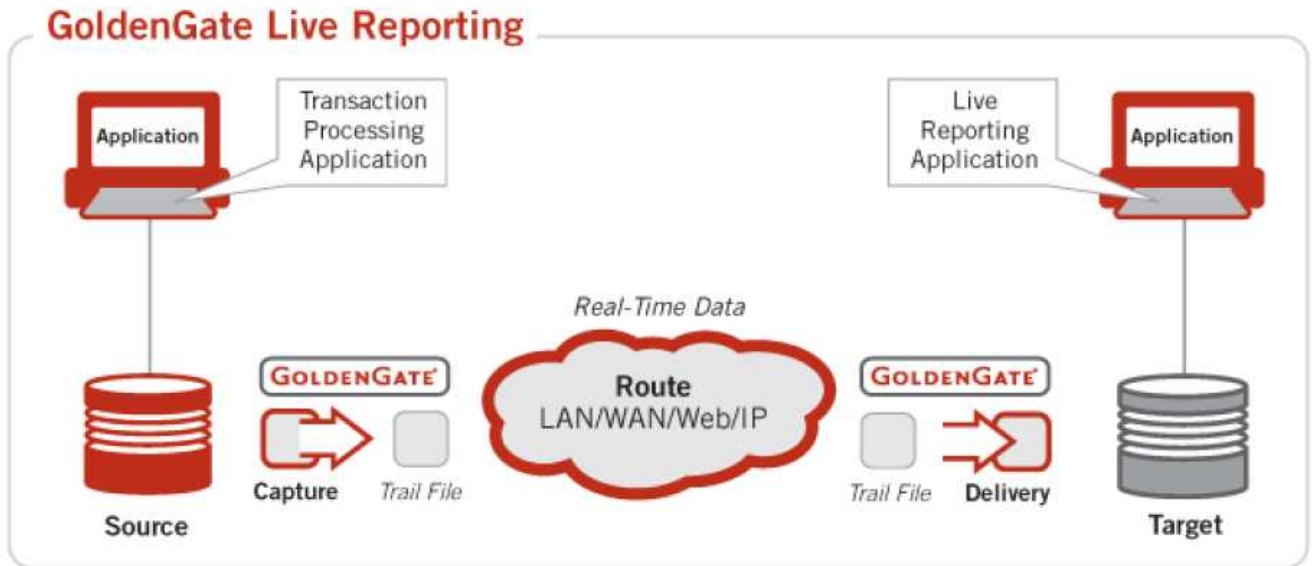 GoldenGate Live Reporting
Application
Transaction
Processing
Application
Live
Reporting
Application
Application
Real-Time Data
GOLDENGATE
Route
LAN/WAN/Web/IP
GOLDENGATE
Capture
Trail File
Trail File
Delivery
Source
Target